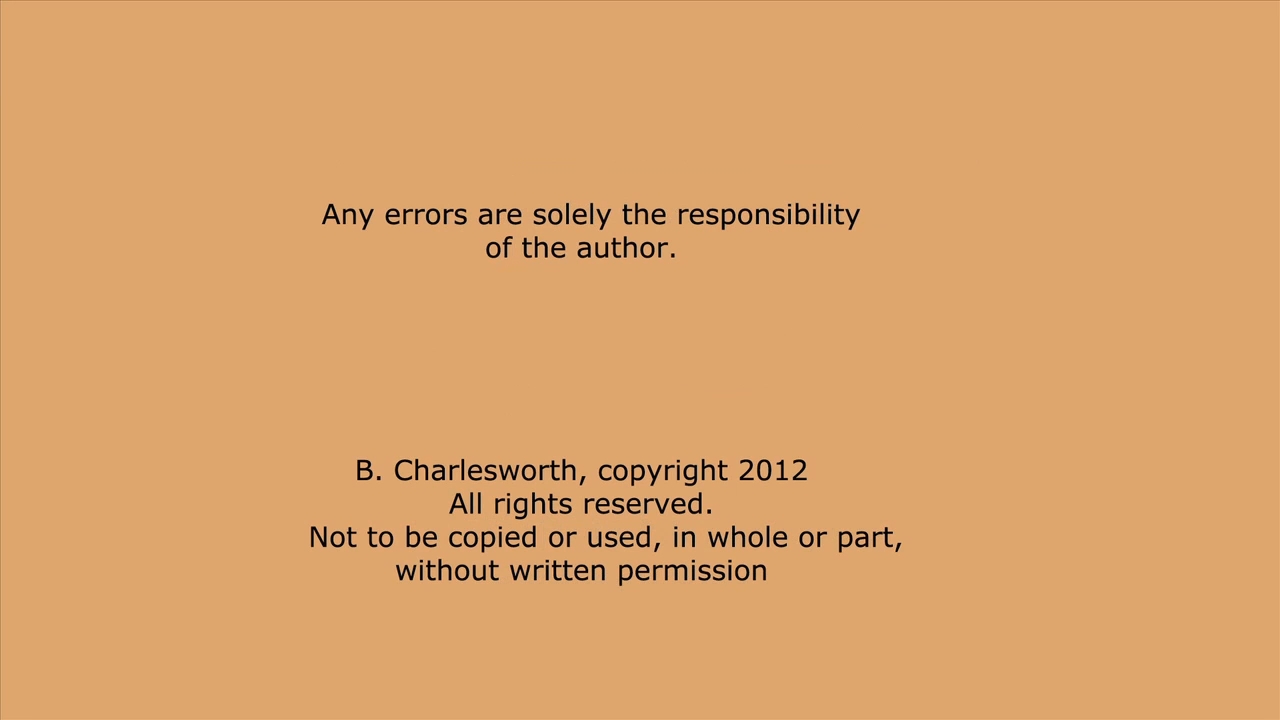 Any errors are solely the responsibility
of the author.
B. Charlesworth, copyright 2012
All rights reserved.
Not to be copied or used, in whole or part,
without written permission